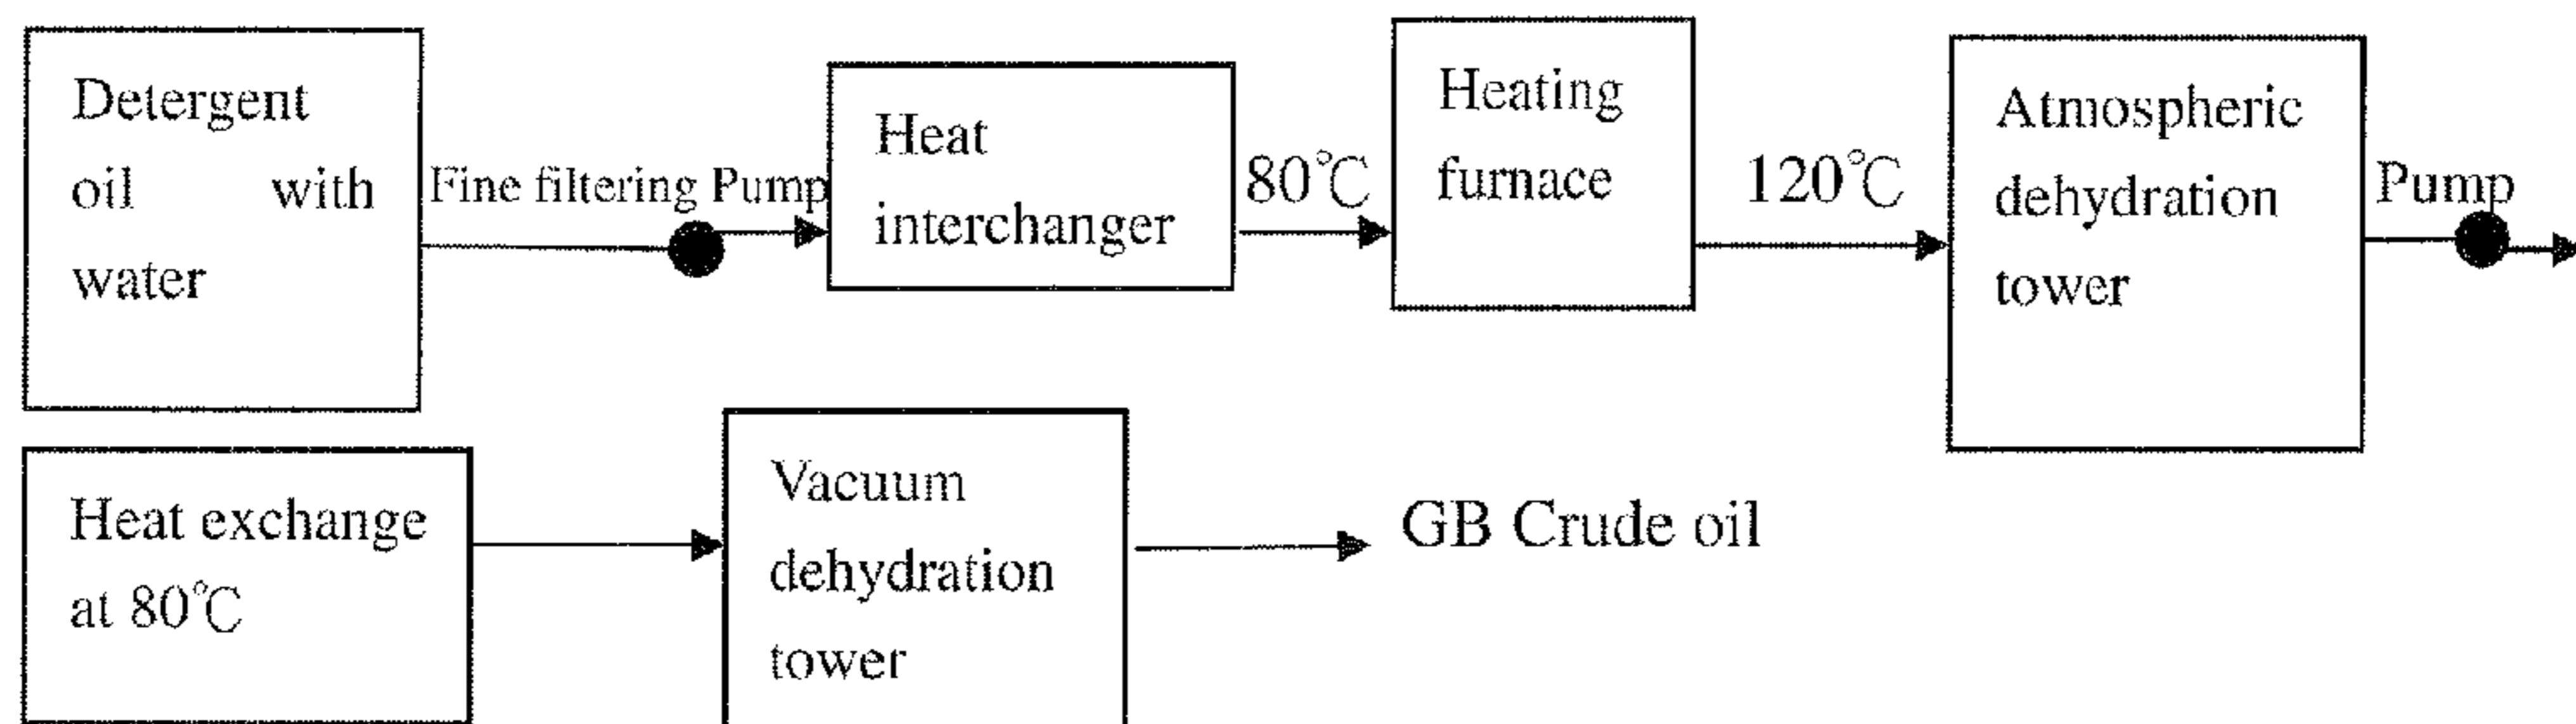 Detergent
oil with
water
Fine filtering Pump
Heat
interchanger
80℃
Heating
furnace
120℃
Atmospheric
dehydration
tower
Pump
Heat exchange
at 80℃
Vacuum
dehydration
tower
GB Crude oil